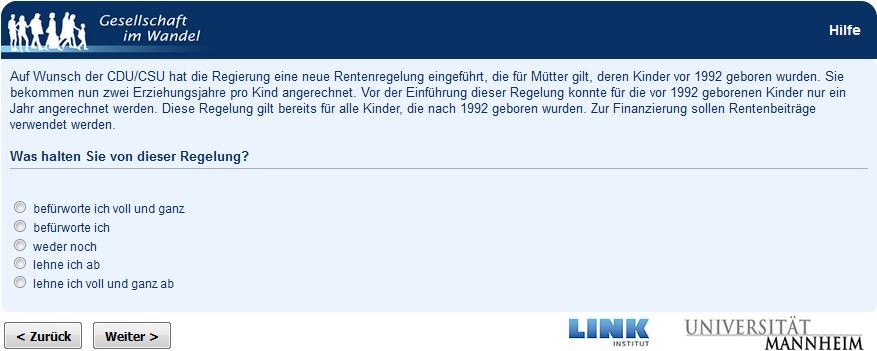 Gesellschaft
im Wandel
Hilfe
Auf Wunsch der CDU/CSU hat die Regierung eine neue Rentenregelung eingeführt, die für Mütter gilt, deren Kinder vor 1992 geboren wurden. Sie
bekommen nun zwei Erziehungsjahre pro Kind angerechnet. Vor der Einführung dieser Regelung konnte für die vor 1992 geborenen Kinder nur ein
Jahr angerechnet werden. Diese Regelung gilt bereits für alle Kinder, die nach 1992 geboren wurden. Zur Finanzierung sollen Rentenbeiträge
verwendet werden.
Was halten Sie von dieser Regelung?
befürworte ich voll und ganz
befürworte ich
weder noch
lehne ich ab
lehne ich voll und ganz ab
< Zurück
Weiter >
LINK
INSTITUT
UNIVERSITÄT
MANNHEIM